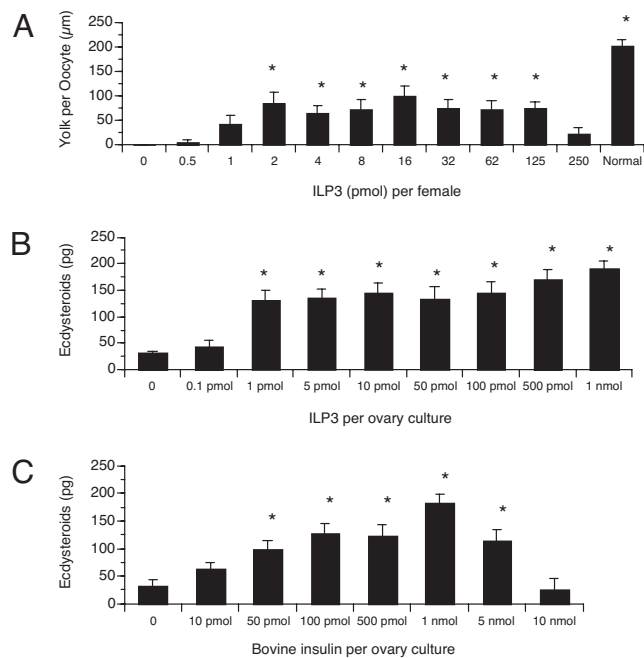 A
Yolk per Oocyte (µm)
250
200
150
100
50
0
* * * * * * * *
0 0.5 1 2 4 8 16 32 62 125 250 Normal
ILP3 (pmol) per female
B
Ecdysteroids (pg)
250
200
150
100
50
0
* * * * * * *
0 0.1 pmol 1 pmol 5 pmol 10 pmol 50 pmol 100 pmol 500 pmol 1 nmol
ILP3 per ovary culture
C
Ecdysteroids (pg)
250
200
150
100
50
0
* * * * *
0 10 pmol 50 pmol 100 pmol 500 pmol 1 nmol 5 nmol 10 nmol
Bovine insulin per ovary culture